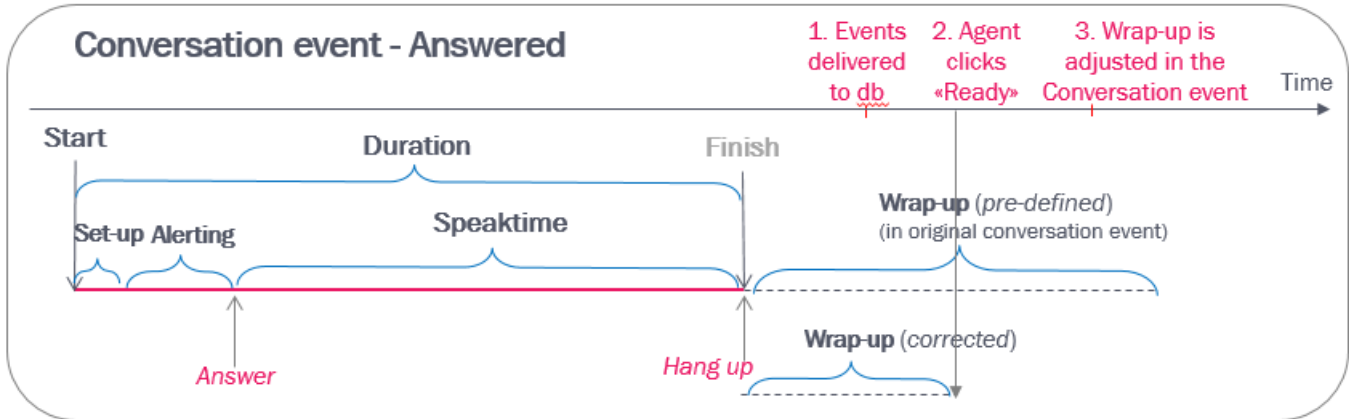 Conversation event - Answered
1. Events
delivered
to db
2. Agent
clicks
«Ready»
3. Wrap-up is
adjusted in the
Conversation event
Time
Start
Duration
Finish
Set-up Alerting
Speaktime
Wrap-up (pre-defined)
(in original conversation event)
Answer
Hang up
Wrap-up (corrected)